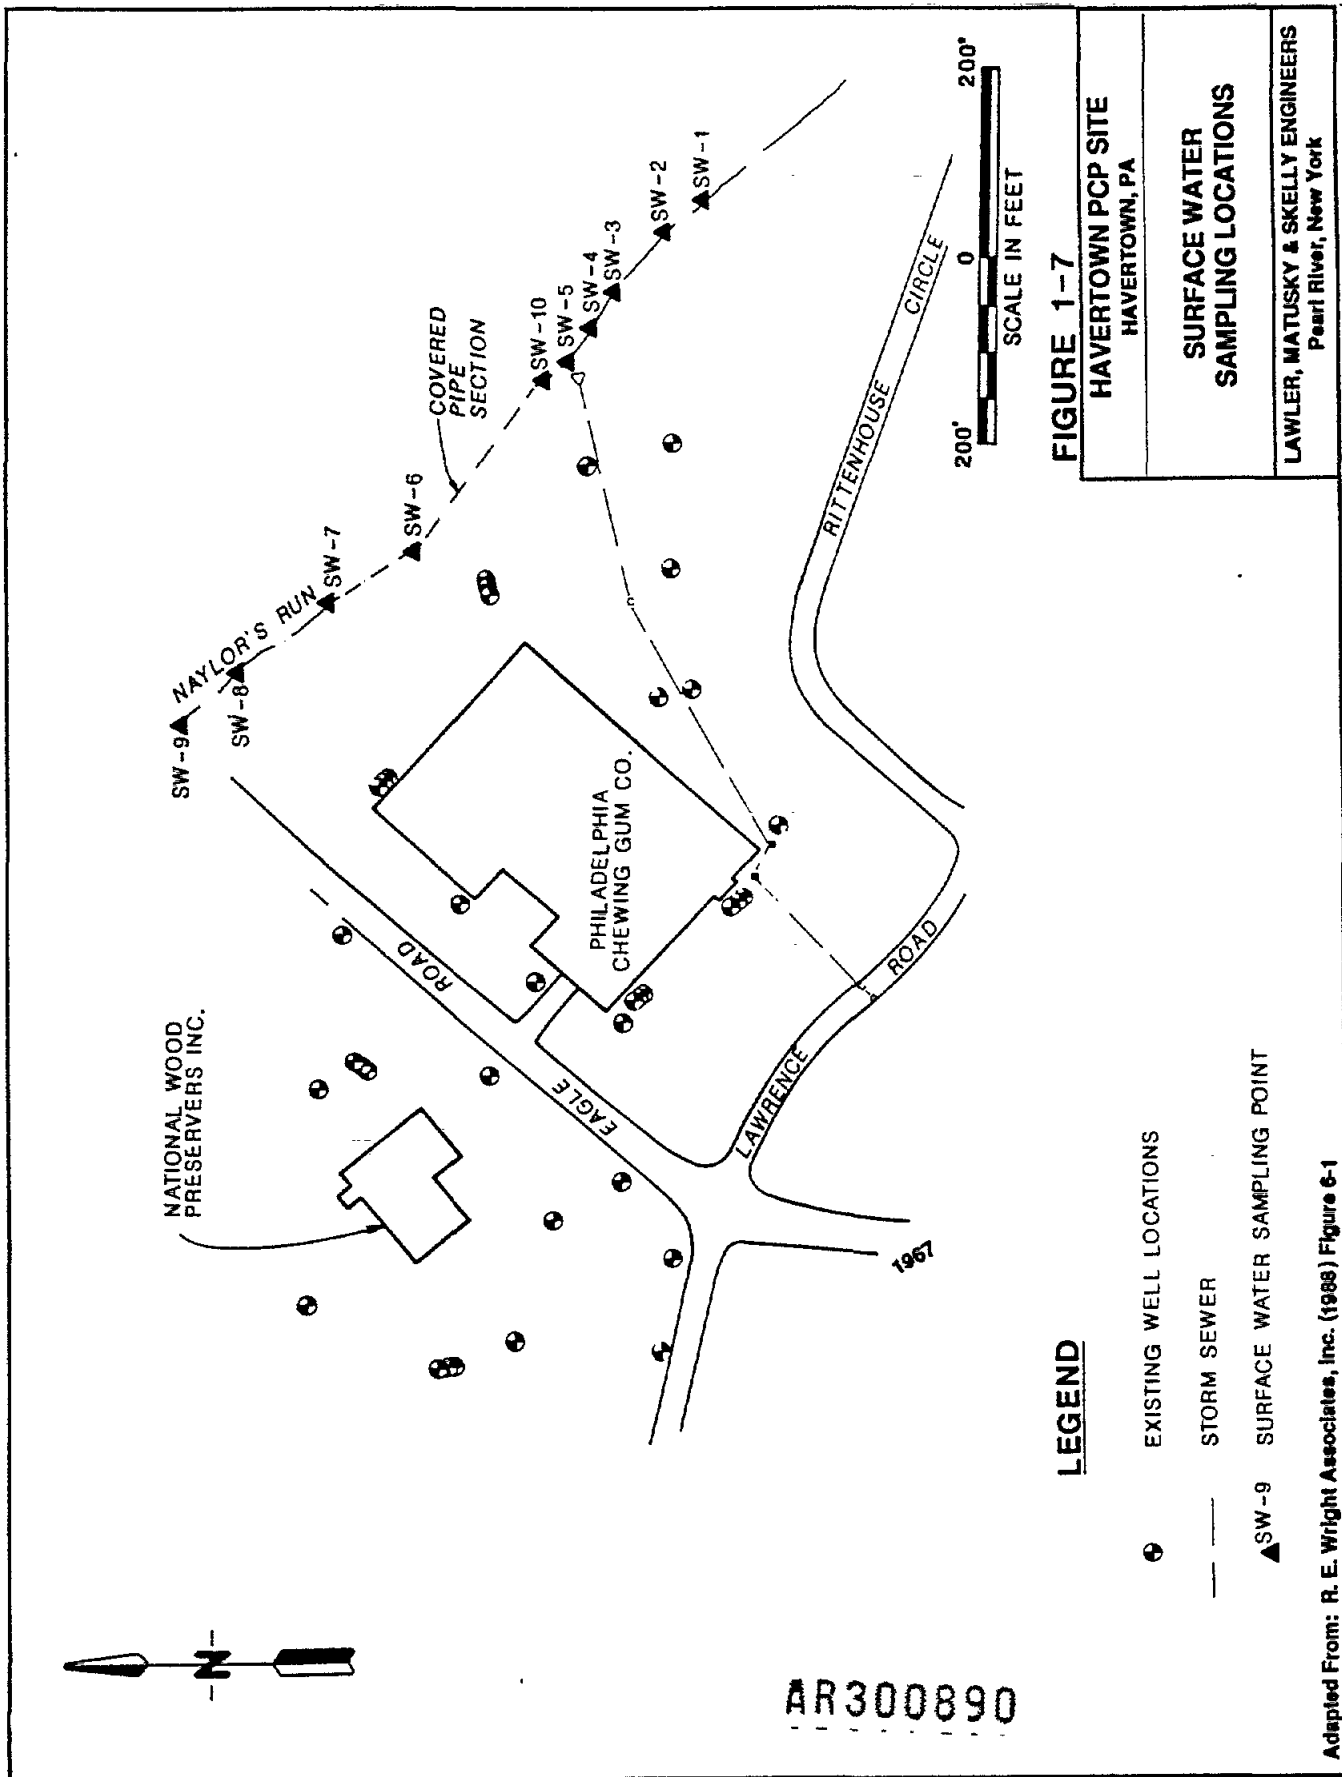 NATIONAL WOOD
PRESERVERS INC.
SW-9
SW-8
NAYLOR'S RUN
SW-7
SW-6
COVERED
PIPE
SECTION
SW-10
SW-5
SW-4
SW-3
SW-2
SW-1
EAGLE
ROAD
PHILADELPHIA
CHEWING GUM CO.
LAWRENCE
ROAD
RITTENHOUSE
CIRCLE
1967
N
200'
0
200'
SCALE IN FEET
LEGEND
EXISTING WELL LOCATIONS
STORM SEWER
SW-9 SURFACE WATER SAMPLING POINT
FIGURE 1-7
HAVERTOWN PCP SITE
HAVERTOWN, PA
SURFACE WATER
SAMPLING LOCATIONS
LAWLER, MATUSKY & SKELLY ENGINEERS
Pearl River, New York
Adapted From: R. E. Wright Associates, Inc. (1988) Figure 6-1
AR300890